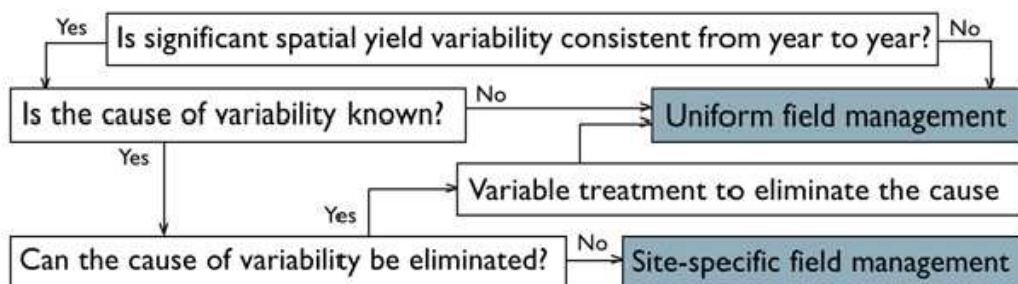 Yes
Is significant spatial yield variability consistent from year to year?
No
Is the cause of variability known?
No
Uniform field management
Yes
Variable treatment to eliminate the cause
Yes
Can the cause of variability be eliminated?
No
Site-specific field management